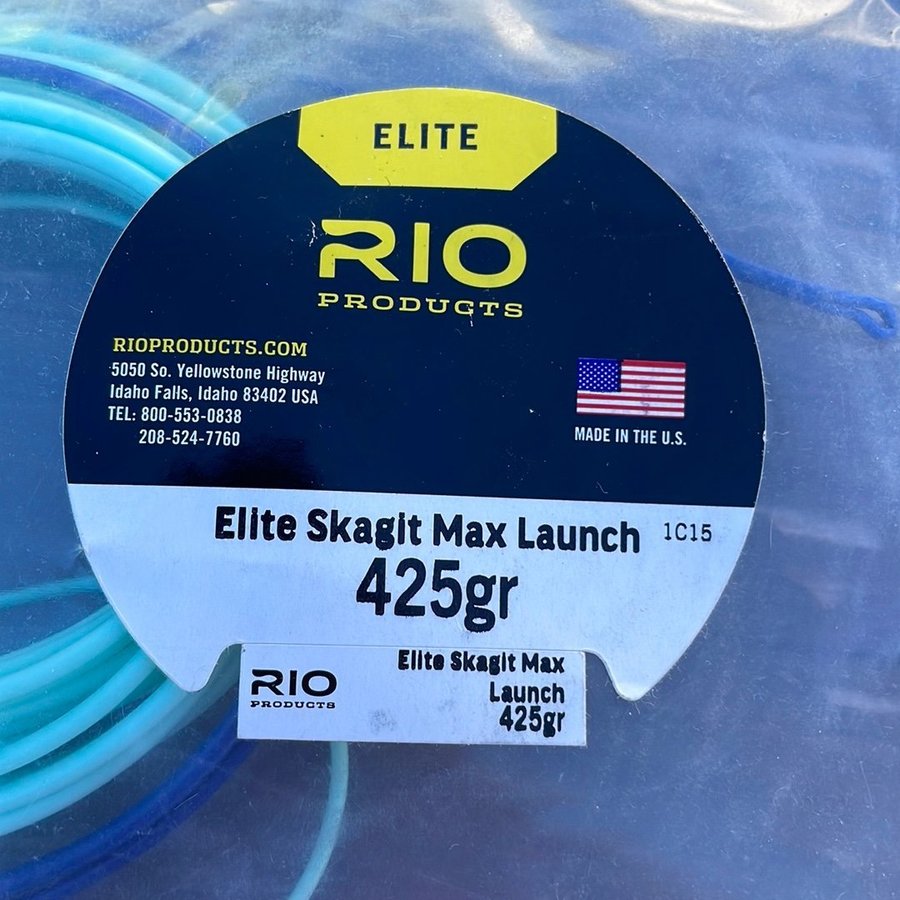 ELITE
RIO
PRODUCTS
RIOPRODUCTS.COM
5050 So. Yellowstone Highway
Idaho Falls, Idaho 83402 USA
TEL: 800-553-0838
208-524-7760
MADE IN THE U.S.
Elite Skagit Max Launch 1C15
425gr
RIO
PRODUCTS
Elite Skagit Max
Launch
425gr